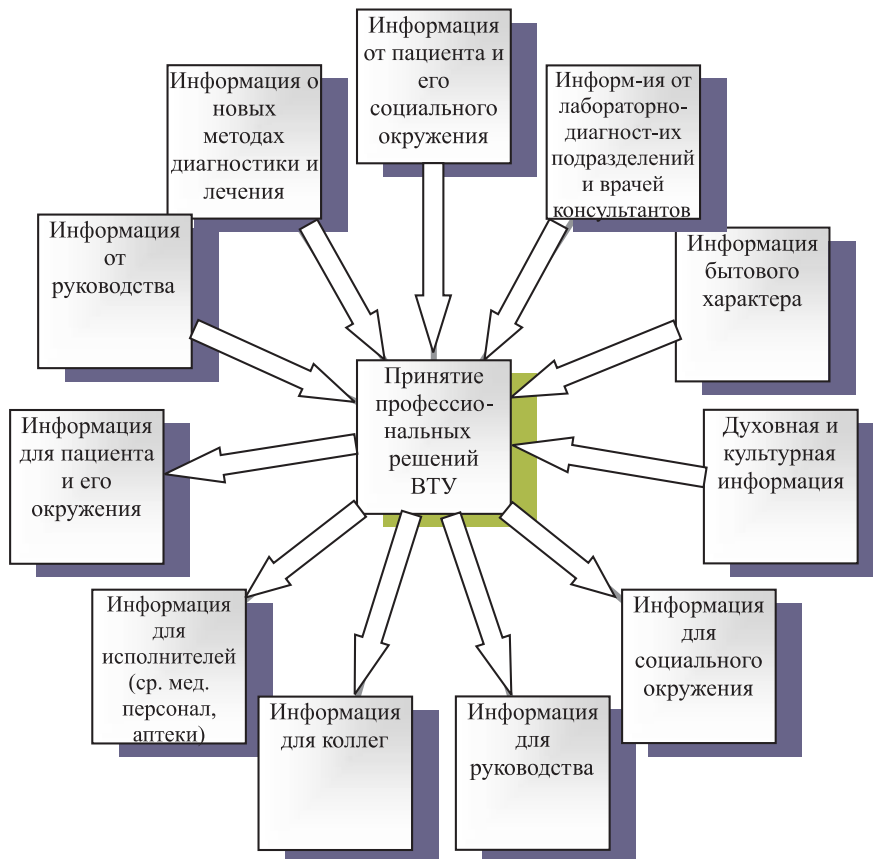 Информация
от пациента и
его
социального
окружения
Информация о
новых
методах
диагностики и
лечения
Информ-ия от
лабораторно-
диагност-их
подразделений
и врачей
консультантов
Информация
от
руководства
Информация
бытового
характера
Принятие
профессио-
нальных
решений
ВТУ
Информация
для пациента
и его
окружения
Духовная и
культурная
информация
Информация
для
исполнителей
(ср. мед.
персонал,
аптеки)
Информация
для
социального
окружения
Информация
для коллег
Информация
для
руководства